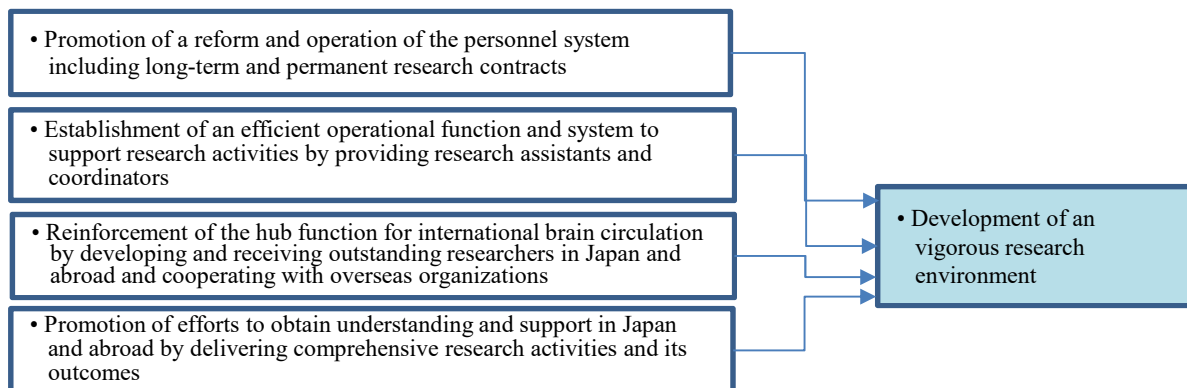 • Promotion of a reform and operation of the personnel system
including long-term and permanent research contracts
• Establishment of an efficient operational function and system to
support research activities by providing research assistants and
coordinators
• Reinforcement of the hub function for international brain circulation
by developing and receiving outstanding researchers in Japan and
abroad and cooperating with overseas organizations
• Promotion of efforts to obtain understanding and support in Japan
and abroad by delivering comprehensive research activities and its
outcomes
• Development of an
vigorous research
environment